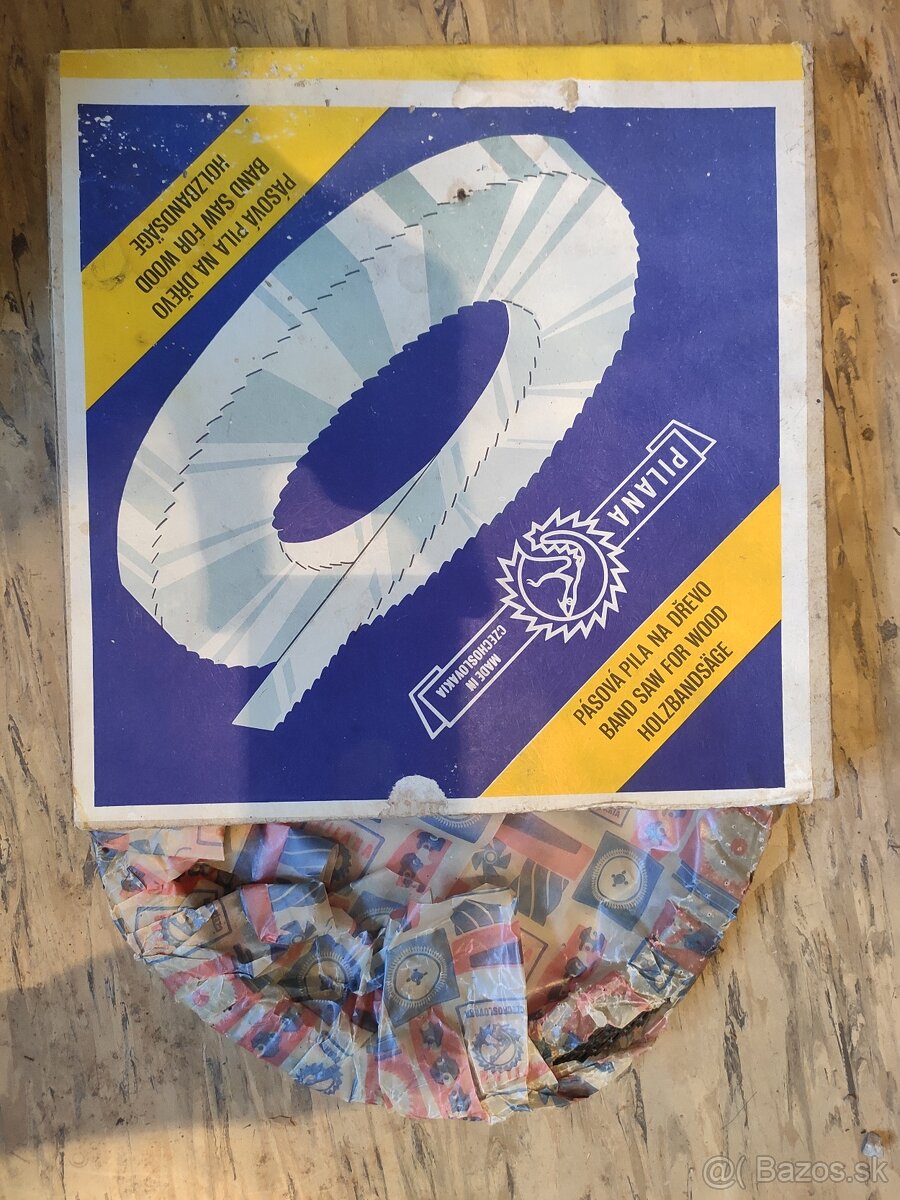 PÁSOVÁ PILA NA DŘEVO
BAND SAW FOR WOOD
HOLZBANDSÄGE
PILANA
MADE IN
CZECHOSLOVAKIA
PÁSOVÁ PILA NA DŘEVO
BAND SAW FOR WOOD
HOLZBANDSÄGE
@( Bazos.sk